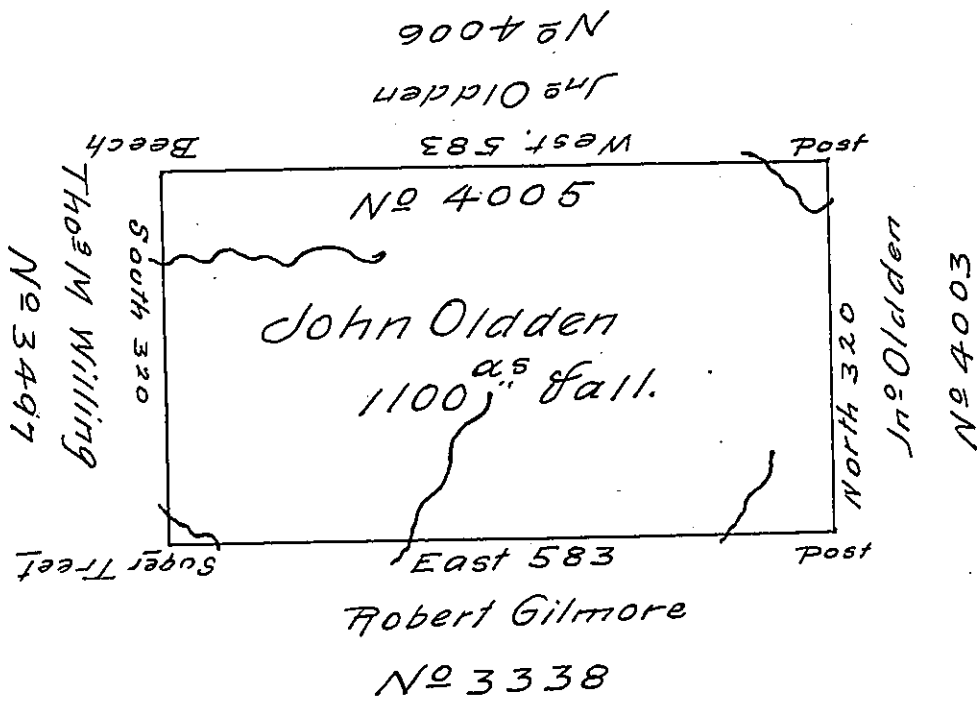 Nº 4006
Jnº Oldden
West. 583
Beech
Post
Nº 4005
South 320
Thoˢ M Willing
Nº 3497
John Oldden
1100 ᵃˢ &all.
North 320
Jnº Oldden
Nº 4003
Suger Treet
East 583
Post
Robert Gilmore
Nº 3338